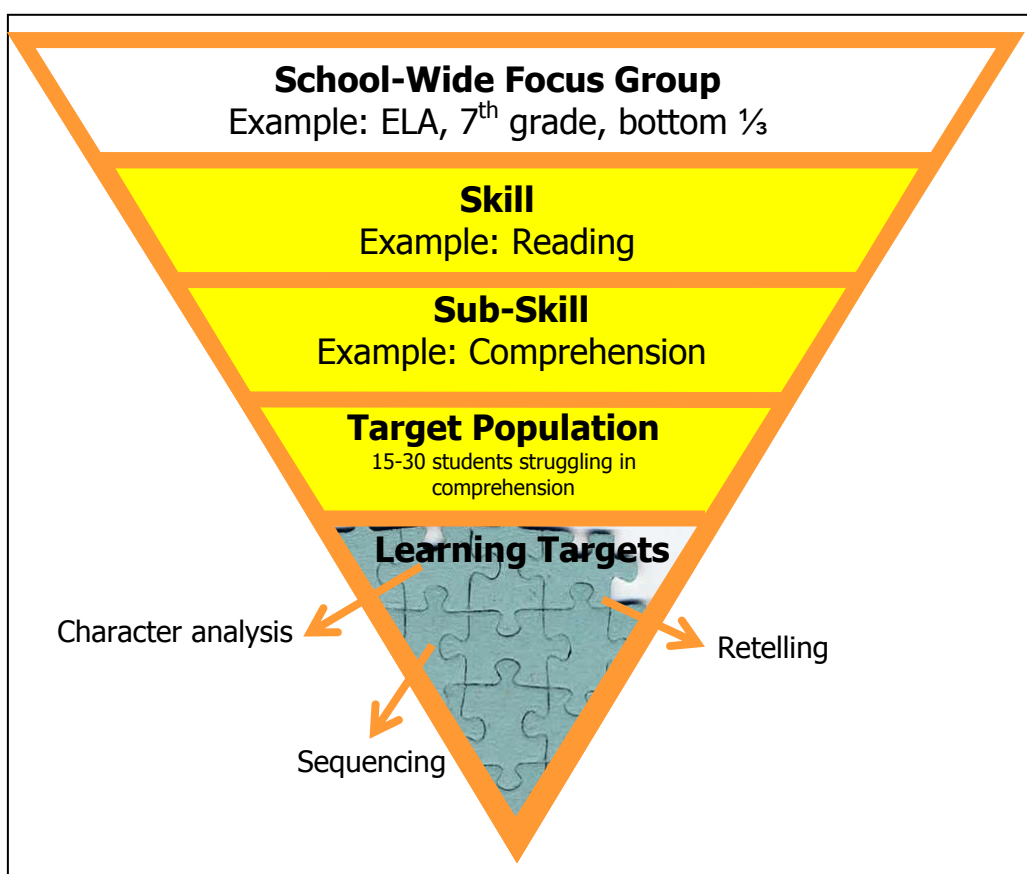 School-Wide Focus Group
Example: ELA, 7th grade, bottom ⅓
Skill
Example: Reading
Sub-Skill
Example: Comprehension
Target Population
15-30 students struggling in
comprehension
Learning Targets
Character analysis
Retelling
Sequencing